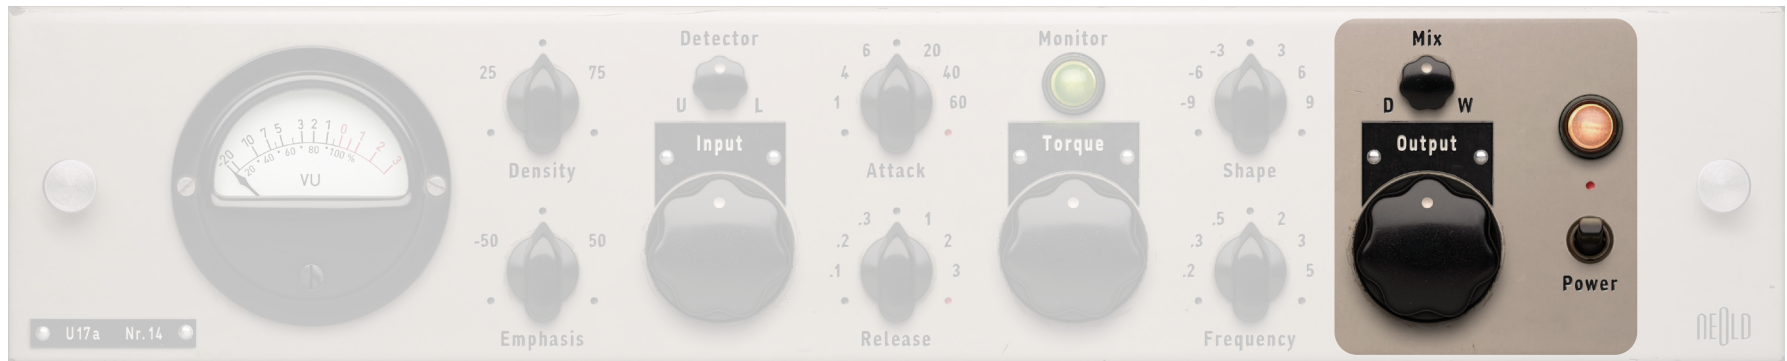 Detector
Monitor
Mix
25 75
U L
1 4 6 20 40 60
-9 -6 -3 3 6 9
D W
Input
Torque
Output
-20 10 7 5 3 2 1 0 1 2 3
20 40 60 80 100 %
VU
Density
Attack
Shape
-50 50
.1 .2 .3 1 2 3
.2 .3 .5 2 3 5
Power
U17a Nr.14
Emphasis
Release
Frequency
NEOLD